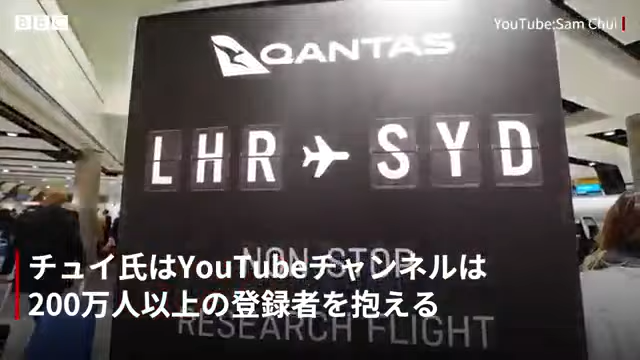 BBC
YouTube:Sam Chui
QANTAS
LHR SYD
NON-STOP
RESEARCH FLIGHT
チュイ氏はYouTubeチャンネルは
200万人以上の登録者を抱える